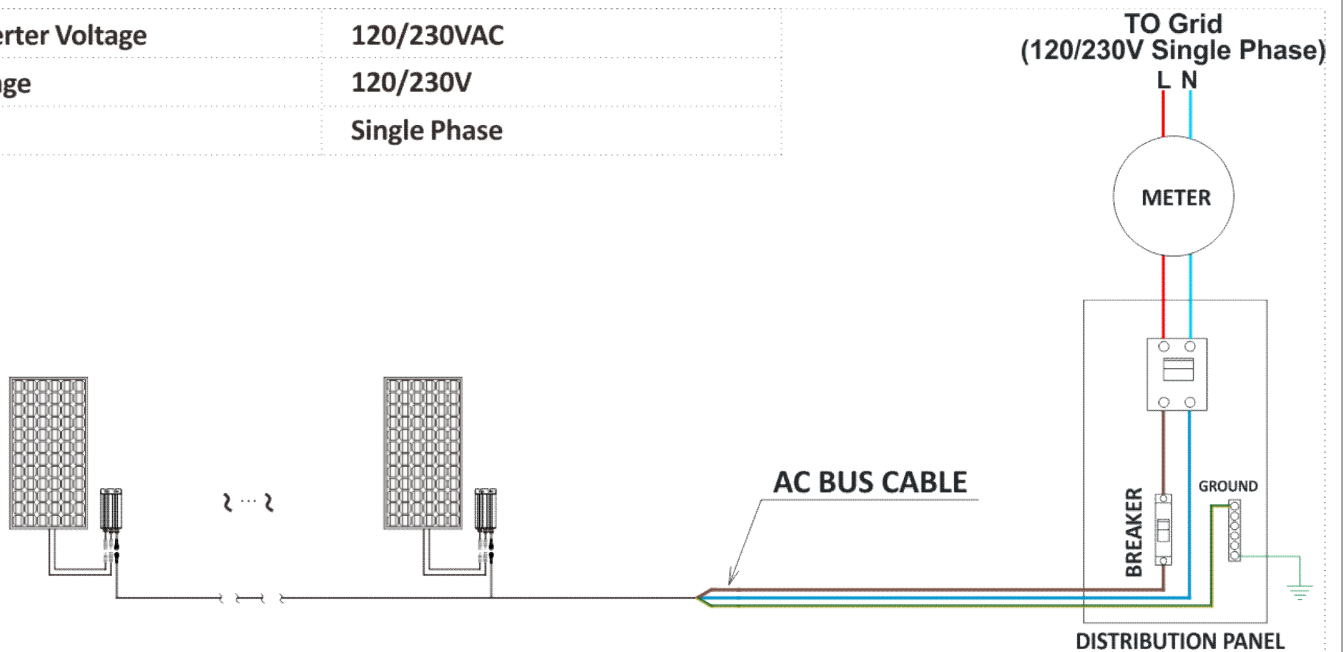 erter Voltage 120/230VAC
age 120/230V
Single Phase
TO Grid
(120/230V Single Phase)
L N
METER
AC BUS CABLE
BREAKER
GROUND
DISTRIBUTION PANEL